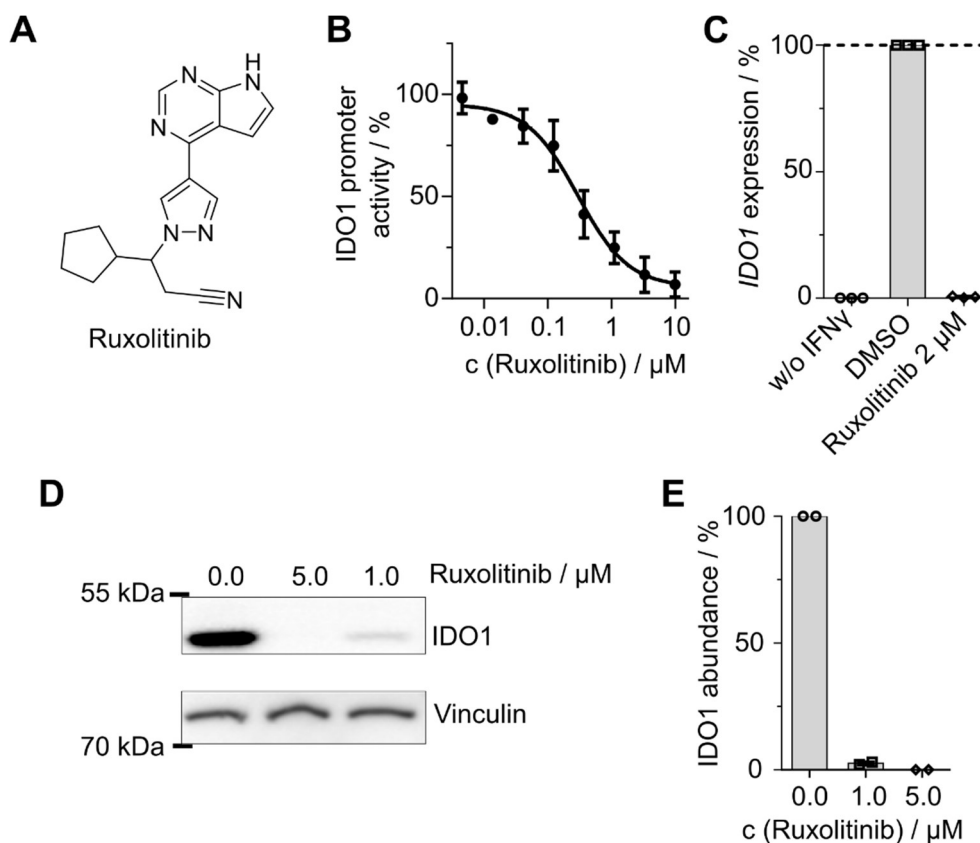 A
N
H
N
N
N
N
N
Ruxolitinib
B
IDO1 promoter
activity / %
100
50
0
0.01 0.1 1 10
c (Ruxolitinib) / µM
C
IDO1 expression / %
100
50
0
w/o IFNγ
DMSO
Ruxolitinib 2 µM
D
0.0 5.0 1.0 Ruxolitinib / µM
55 kDa
IDO1
Vinculin
70 kDa
E
IDO1 abundance / %
100
50
0
0.0 1.0 5.0
c (Ruxolitinib) / µM